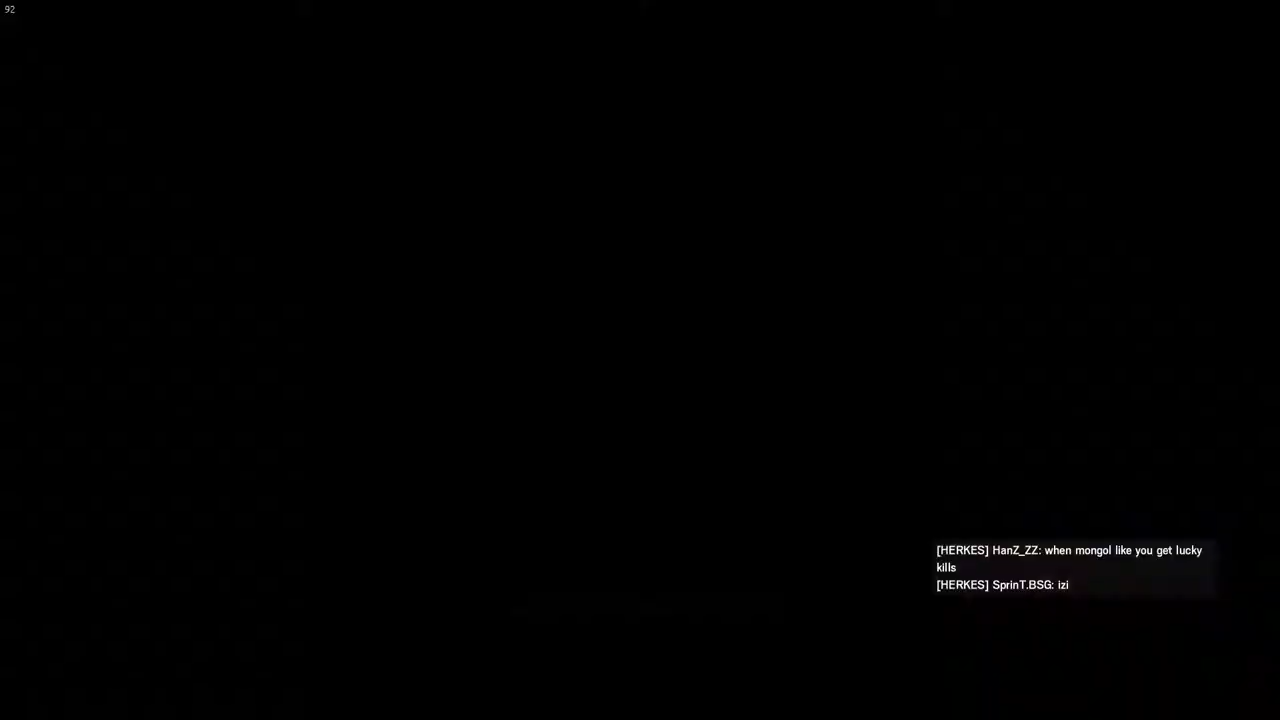 92
[HERKES] HanZ_ZZ: when mongol like you get lucky
kills
[HERKES] SprinT.BSG: izi